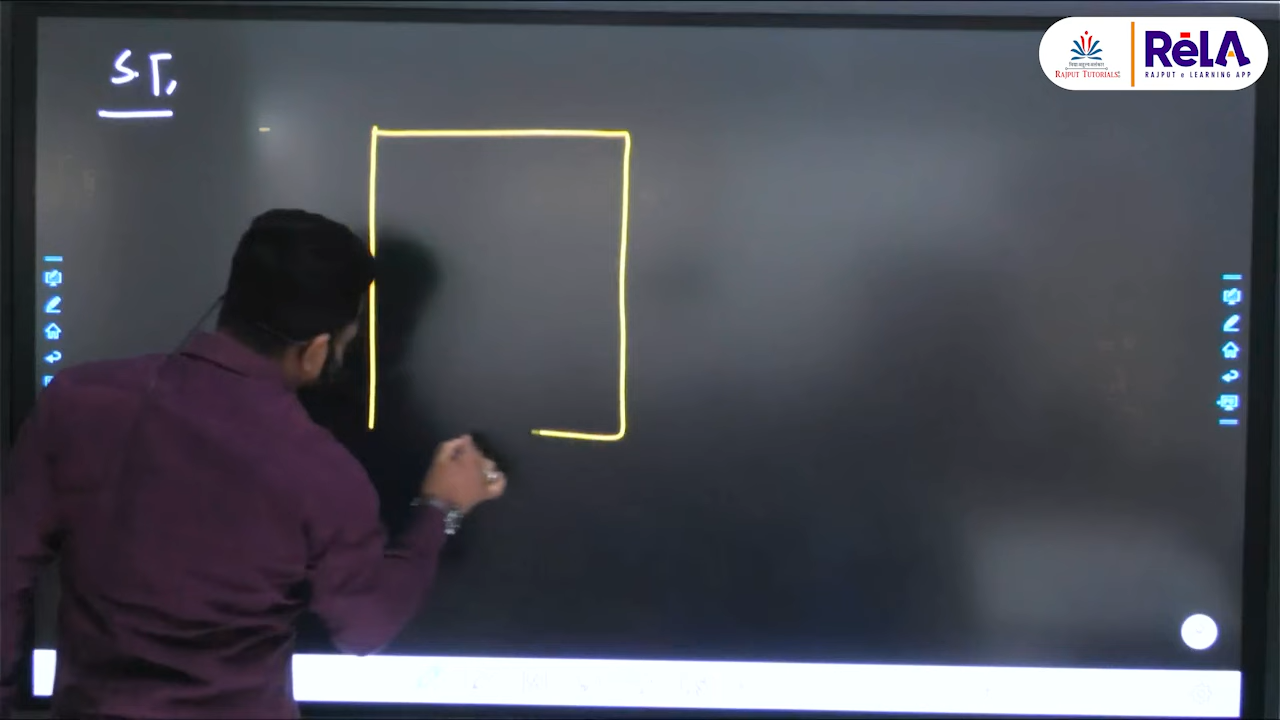 S.T,
RAJPUT TUTORIALS!
RELA
RAJPUT e LEARNING APP